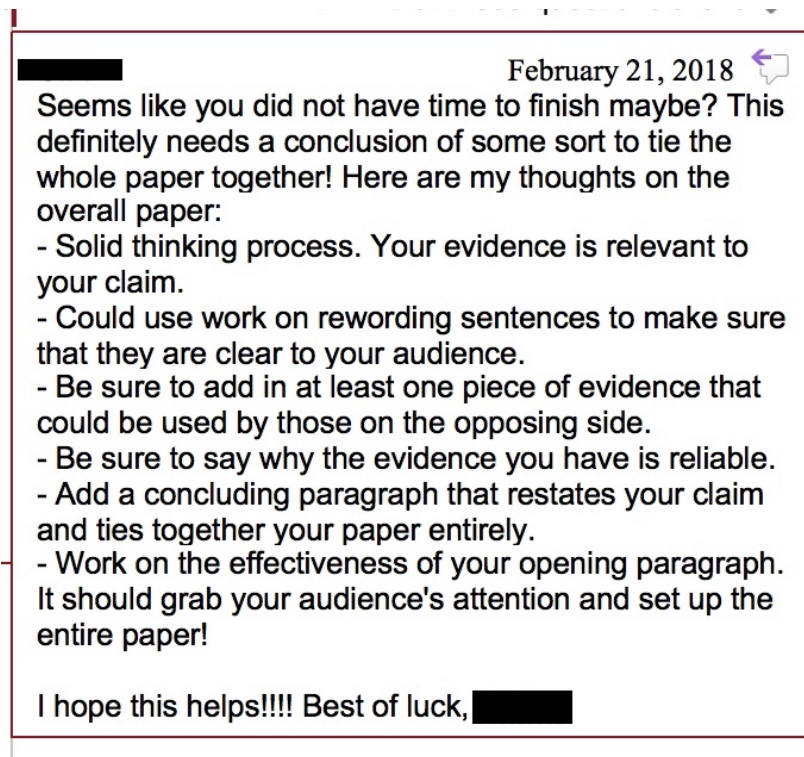 February 21, 2018
Seems like you did not have time to finish maybe? This
definitely needs a conclusion of some sort to tie the
whole paper together! Here are my thoughts on the
overall paper:
- Solid thinking process. Your evidence is relevant to
your claim.
- Could use work on rewording sentences to make sure
that they are clear to your audience.
- Be sure to add in at least one piece of evidence that
could be used by those on the opposing side.
- Be sure to say why the evidence you have is reliable.
- Add a concluding paragraph that restates your claim
and ties together your paper entirely.
- Work on the effectiveness of your opening paragraph.
It should grab your audience's attention and set up the
entire paper!
I hope this helps!!!! Best of luck,